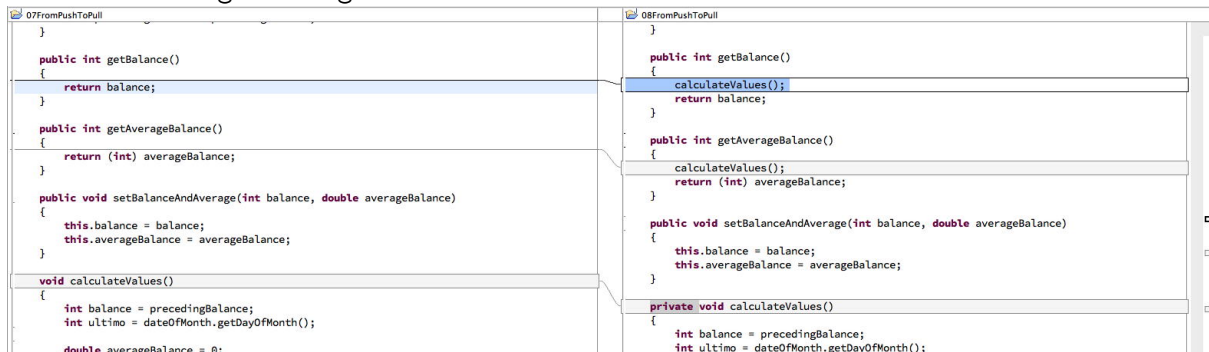 07FromPushToPull
}
public int getBalance()
{
return balance;
}
public int getAverageBalance()
{
return (int) averageBalance;
}
public void setBalanceAndAverage(int balance, double averageBalance)
{
this.balance = balance;
this.averageBalance = averageBalance;
}
void calculateValues()
{
int balance = precedingBalance;
int ultimo = dateOfMonth.getDayOfMonth();
double averageBalance = 0;
08FromPushToPull
}
public int getBalance()
{
calculateValues();
return balance;
}
public int getAverageBalance()
{
calculateValues();
return (int) averageBalance;
}
public void setBalanceAndAverage(int balance, double averageBalance)
{
this.balance = balance;
this.averageBalance = averageBalance;
}
private void calculateValues()
{
int balance = precedingBalance;
int ultimo = dateOfMonth.getDayOfMonth();